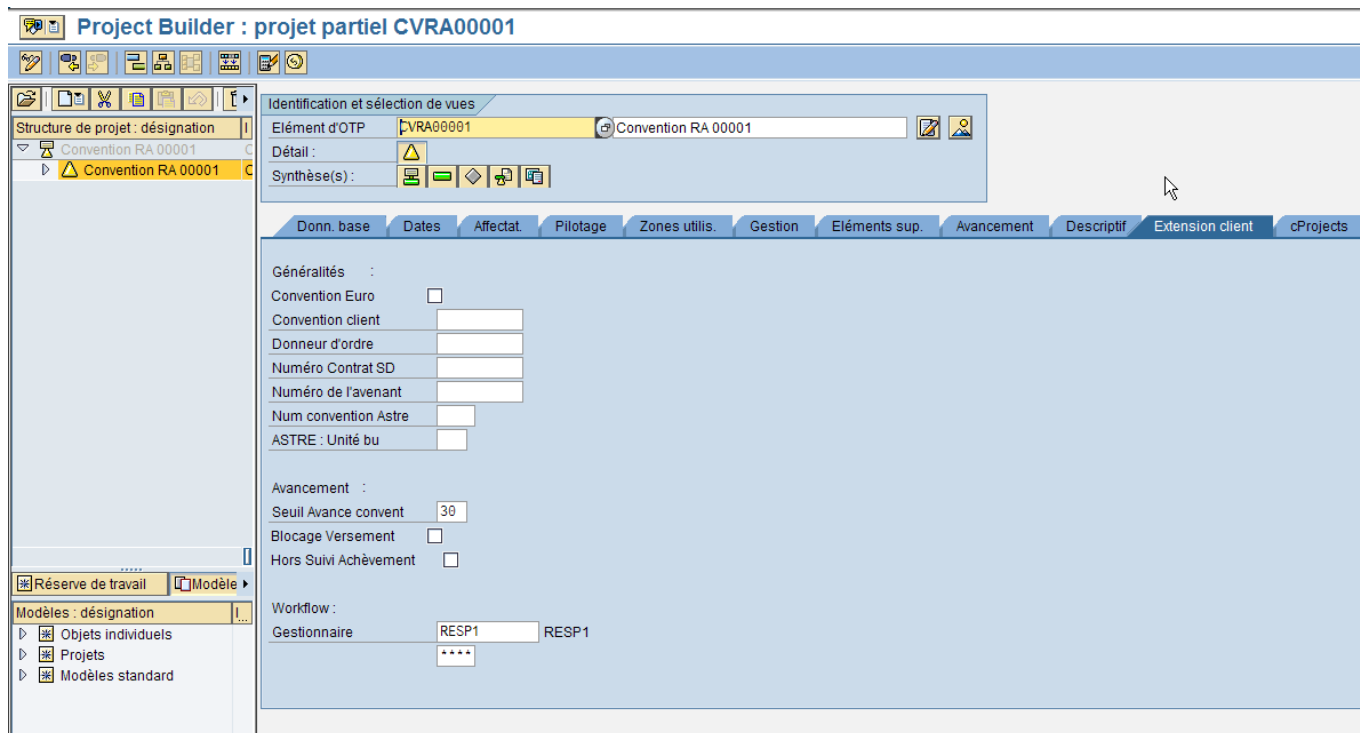 Project Builder : projet partiel CVRA00001
Structure de projet : désignation I
Convention RA 00001 C
Convention RA 00001 C
Réserve de travail Modèle
Modèles : désignation I...
Objets individuels
Projets
Modèles standard
Identification et sélection de vues
Elément d'OTP CVRA00001 Convention RA 00001
Détail :
Synthèse(s) :
Donn. base Dates Affectat. Pilotage Zones utilis. Gestion Eléments sup. Avancement Descriptif Extension client cProjects
Généralités :
Convention Euro
Convention client
Donneur d'ordre
Numéro Contrat SD
Numéro de l'avenant
Num convention Astre
ASTRE : Unité bu
Avancement :
Seuil Avance convent 30
Blocage Versement
Hors Suivi Achèvement
Workflow :
Gestionnaire RESP1 RESP1
****